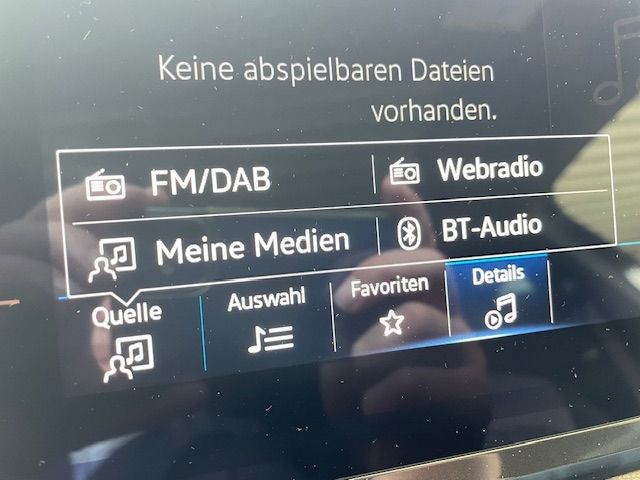 Keine abspielbaren Dateien
vorhanden.
FM/DAB
Webradio
Meine Medien
BT-Audio
Quelle
Auswahl
Favoriten
Details